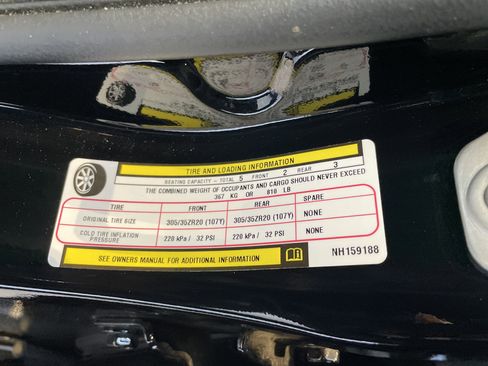 TIRE AND LOADING INFORMATION
SEATING CAPACITY - TOTAL 5 FRONT 2 REAR 3
THE COMBINED WEIGHT OF OCCUPANTS AND CARGO SHOULD NEVER EXCEED
367 KG OR 810 LB
TIRE FRONT REAR SPARE
ORIGINAL TIRE SIZE 305/35ZR20 (107Y) 305/35ZR20 (107Y) NONE
COLD TIRE INFLATION PRESSURE 220 kPa / 32 PSI 220 kPa / 32 PSI NONE
SEE OWNERS MANUAL FOR ADDITIONAL INFORMATION NH159188